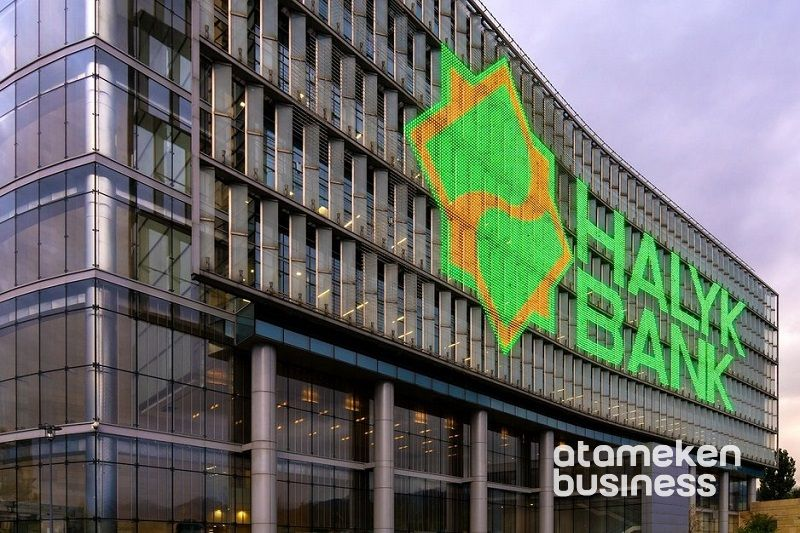 HALYK
BANK
atameken
business